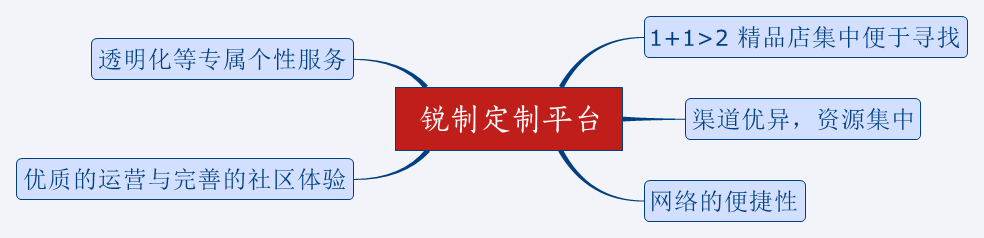 1+1>2 精品店集中便于寻找
透明化等专属个性服务
锐制定制平台
渠道优异，资源集中
优质的运营与完善的社区体验
网络的便捷性